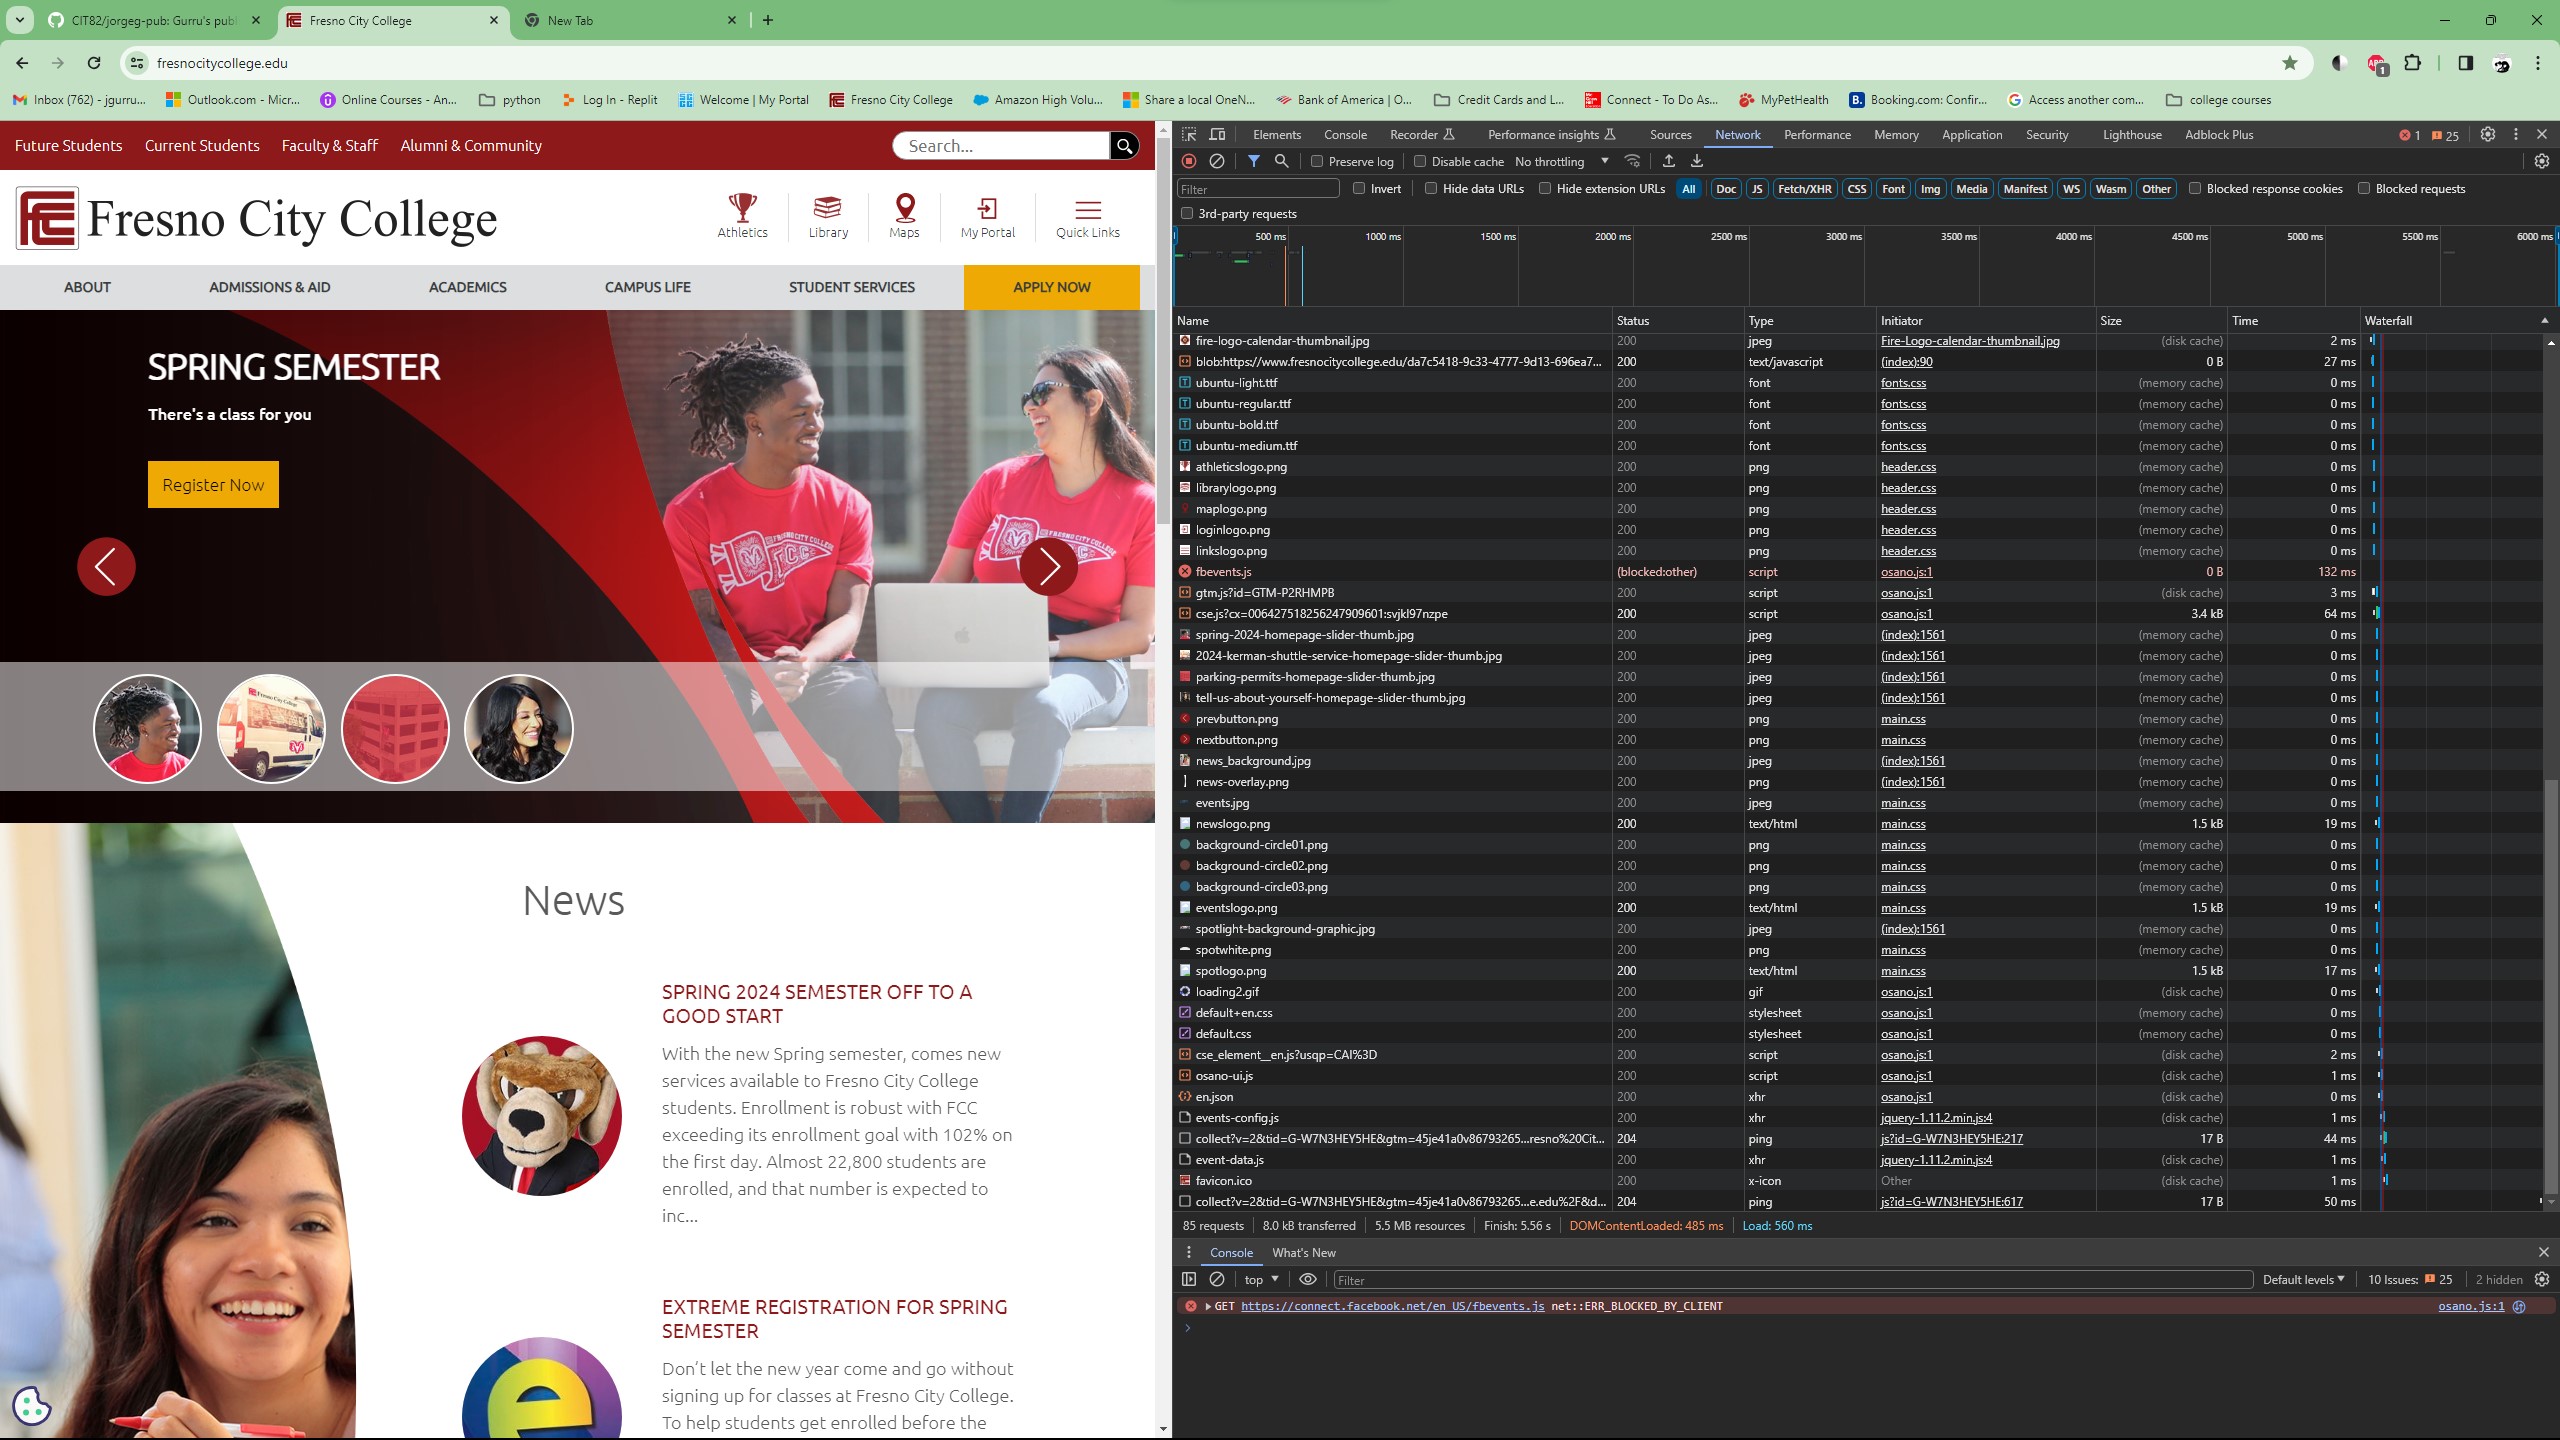 CIT82/jorgeg-pub: Gurru's publ
Fresno City College
New Tab
fresnocitycollege.edu
ABP 1
Inbox (762) - jgurru...
Outlook.com - Micr...
Online Courses - An...
python
Log In - Replit
Welcome | My Portal
Fresno City College
Amazon High Volu...
Share a local OneN...
Bank of America | O...
Credit Cards and L...
Connect - To Do As...
MyPetHealth
Booking.com: Confir...
Access another com...
college courses
Future Students Current Students Faculty & Staff Alumni & Community
Search...
Fresno City College
Athletics Library Maps My Portal Quick Links
ABOUT ADMISSIONS & AID ACADEMICS CAMPUS LIFE STUDENT SERVICES APPLY NOW
SPRING SEMESTER
There's a class for you
Register Now
FRESNO CITY COLLEGE
FCC
News
SPRING 2024 SEMESTER OFF TO A
GOOD START
With the new Spring semester, comes new
services available to Fresno City College
students. Enrollment is robust with FCC
exceeding its enrollment goal with 102% on
the first day. Almost 22,800 students are
enrolled, and that number is expected to
inc...
EXTREME REGISTRATION FOR SPRING
SEMESTER
Don't let the new year come and go without
signing up for classes at Fresno City College.
To help students get enrolled before the
Elements Console Recorder Performance insights Sources Network Performance Memory Application Security Lighthouse Adblock Plus 1 25
Preserve log Disable cache No throttling
Filter Invert Hide data URLs Hide extension URLs All Doc JS Fetch/XHR CSS Font Img Media Manifest WS Wasm Other Blocked response cookies Blocked requests
3rd-party requests
500 ms 1000 ms 1500 ms 2000 ms 2500 ms 3000 ms 3500 ms 4000 ms 4500 ms 5000 ms 5500 ms 6000 ms
Name Status Type Initiator Size Time Waterfall
fire-logo-calendar-thumbnail.jpg 200 jpeg Fire-Logo-calendar-thumbnail.jpg (disk cache) 2 ms
blob:https://www.fresnocitycollege.edu/da7c5418-9c33-4777-9d13-696ea7... 200 text/javascript (index):90 0 B 27 ms
ubuntu-light.ttf 200 font fonts.css (memory cache) 0 ms
ubuntu-regular.ttf 200 font fonts.css (memory cache) 0 ms
ubuntu-bold.ttf 200 font fonts.css (memory cache) 0 ms
ubuntu-medium.ttf 200 font fonts.css (memory cache) 0 ms
athleticslogo.png 200 png header.css (memory cache) 0 ms
librarylogo.png 200 png header.css (memory cache) 0 ms
maplogo.png 200 png header.css (memory cache) 0 ms
loginlogo.png 200 png header.css (memory cache) 0 ms
linkslogo.png 200 png header.css (memory cache) 0 ms
fbevents.js (blocked:other) script osano.js:1 0 B 132 ms
gtm.js?id=GTM-P2RHMPB 200 script osano.js:1 (disk cache) 3 ms
cse.js?cx=006427518256247909601:svjkl97nzpe 200 script osano.js:1 3.4 kB 64 ms
spring-2024-homepage-slider-thumb.jpg 200 jpeg (index):1561 (memory cache) 0 ms
2024-kerman-shuttle-service-homepage-slider-thumb.jpg 200 jpeg (index):1561 (memory cache) 0 ms
parking-permits-homepage-slider-thumb.jpg 200 jpeg (index):1561 (memory cache) 0 ms
tell-us-about-yourself-homepage-slider-thumb.jpg 200 jpeg (index):1561 (memory cache) 0 ms
prevbutton.png 200 png main.css (memory cache) 0 ms
nextbutton.png 200 png main.css (memory cache) 0 ms
news_background.jpg 200 jpeg (index):1561 (memory cache) 0 ms
news-overlay.png 200 png (index):1561 (memory cache) 0 ms
events.jpg 200 jpeg main.css (memory cache) 0 ms
newslogo.png 200 text/html main.css 1.5 kB 19 ms
background-circle01.png 200 png main.css (memory cache) 0 ms
background-circle02.png 200 png main.css (memory cache) 0 ms
background-circle03.png 200 png main.css (memory cache) 0 ms
eventslogo.png 200 text/html main.css 1.5 kB 19 ms
spotlight-background-graphic.jpg 200 jpeg (index):1561 (memory cache) 0 ms
spotwhite.png 200 png main.css (memory cache) 0 ms
spotlogo.png 200 text/html main.css 1.5 kB 17 ms
loading2.gif 200 gif osano.js:1 (disk cache) 0 ms
default+en.css 200 stylesheet osano.js:1 (memory cache) 0 ms
default.css 200 stylesheet osano.js:1 (memory cache) 0 ms
cse_element__en.js?usqp=CAI%3D 200 script osano.js:1 (disk cache) 2 ms
osano-ui.js 200 script osano.js:1 (disk cache) 1 ms
en.json 200 xhr osano.js:1 (disk cache) 0 ms
events-config.js 200 xhr jquery-1.11.2.min.js:4 (disk cache) 1 ms
collect?v=2&tid=G-W7N3HEY5HE&gtm=45je41a0v86793265...resno%20Cit... 204 ping js?id=G-W7N3HEY5HE:217 17 B 44 ms
event-data.js 200 xhr jquery-1.11.2.min.js:4 (disk cache) 1 ms
favicon.ico 200 x-icon Other (disk cache) 1 ms
collect?v=2&tid=G-W7N3HEY5HE&gtm=45je41a0v86793265...e.edu%2F&d... 204 ping js?id=G-W7N3HEY5HE:617 17 B 50 ms
85 requests 8.0 kB transferred 5.5 MB resources Finish: 5.56 s DOMContentLoaded: 485 ms Load: 560 ms
Console What's New
top Filter Default levels 10 Issues: 25 2 hidden
GET https://connect.facebook.net/en_US/fbevents.js net::ERR_BLOCKED_BY_CLIENT osano.js:1